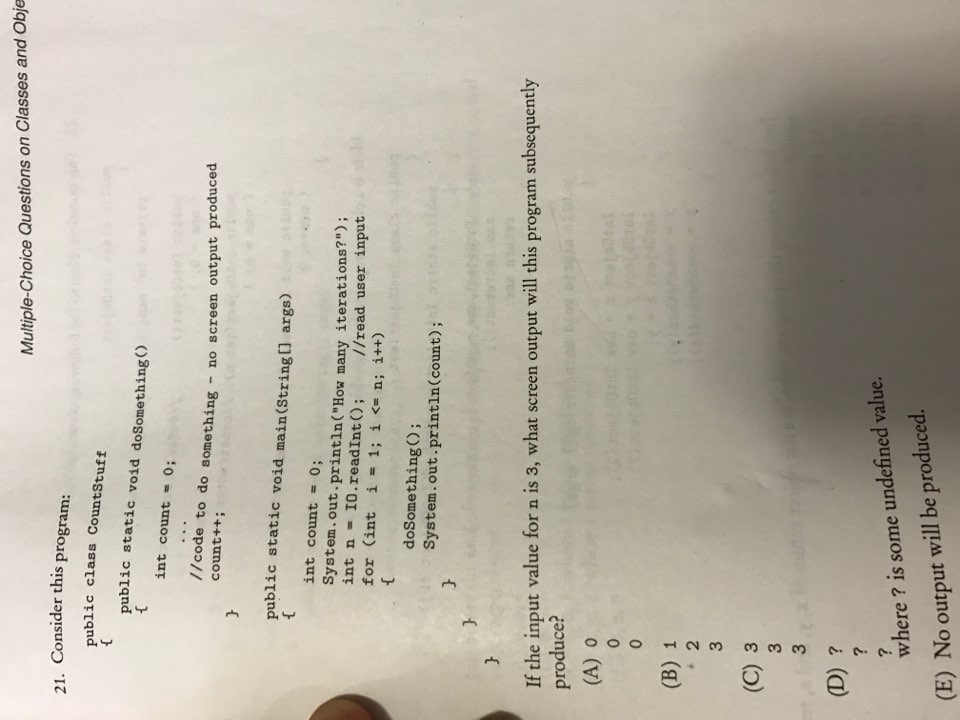 Multiple-Choice Questions on Classes and Obje
21. Consider this program:
public class CountStuff
{
public static void doSomething()
{
int count = 0;
...
//code to do something - no screen output produced
count++;
}
public static void main(String[] args)
{
int count = 0;
System.out.println("How many iterations?");
int n = IO.readInt(); //read user input
for (int i = 1; i <= n; i++)
{
doSomething();
System.out.println(count);
}
}
}
If the input value for n is 3, what screen output will this program subsequently
produce?
(A) 0
0
0
(B) 1
2
3
(C) 3
3
3
(D) ?
?
?
where ? is some undefined value.
(E) No output will be produced.